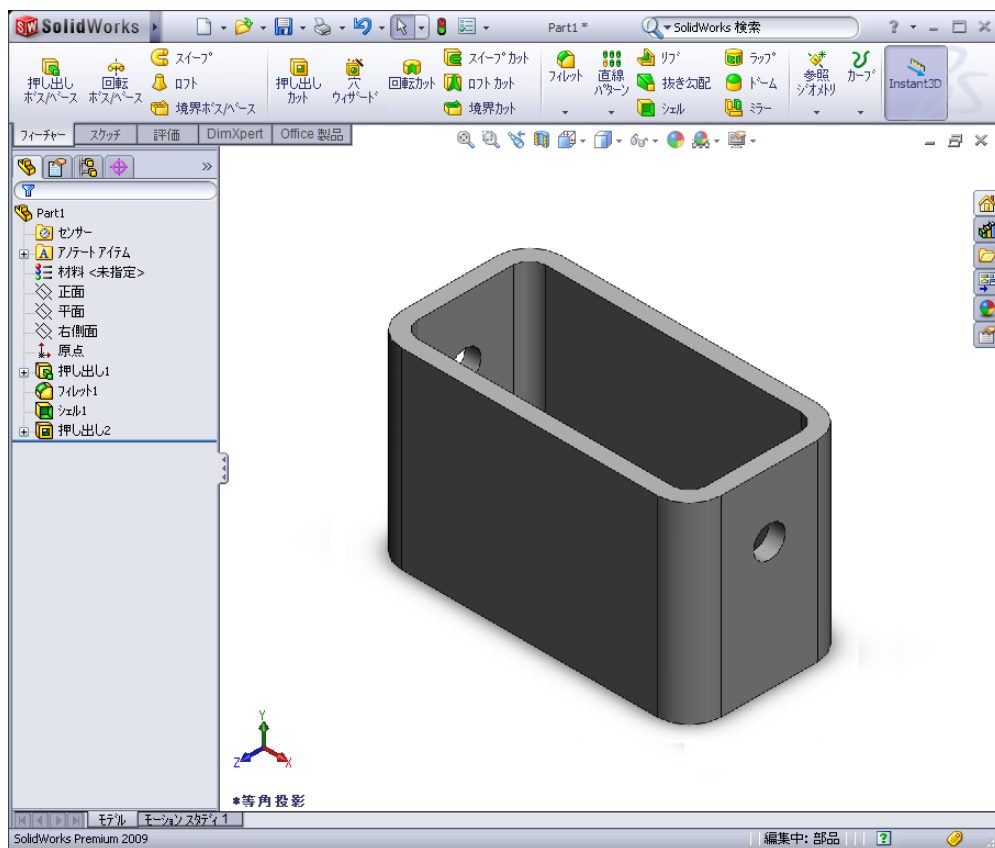 SolidWorks
Part1 *
SolidWorks 検索
押し出し
ボス/ベース
回転
ボス/ベース
スイープ
ロフト
境界ボス/ベース
押し出し
カット
穴
ウィザード
回転カット
スイープ カット
ロフト カット
境界カット
フィレット
直線
パターン
リブ
抜き勾配
シェル
ラップ
ドーム
ミラー
参照
ジオメトリ
カーブ
Instant3D
フィーチャー
スケッチ
評価
DimXpert
Office 製品
Part1
センサー
アノテート アイテム
材料 <未指定>
正面
平面
右側面
原点
押し出し1
フィレット1
シェル1
押し出し2
Y
Z
X
*等角投影
モデル
モーション スタディ 1
SolidWorks Premium 2009
編集中: 部品